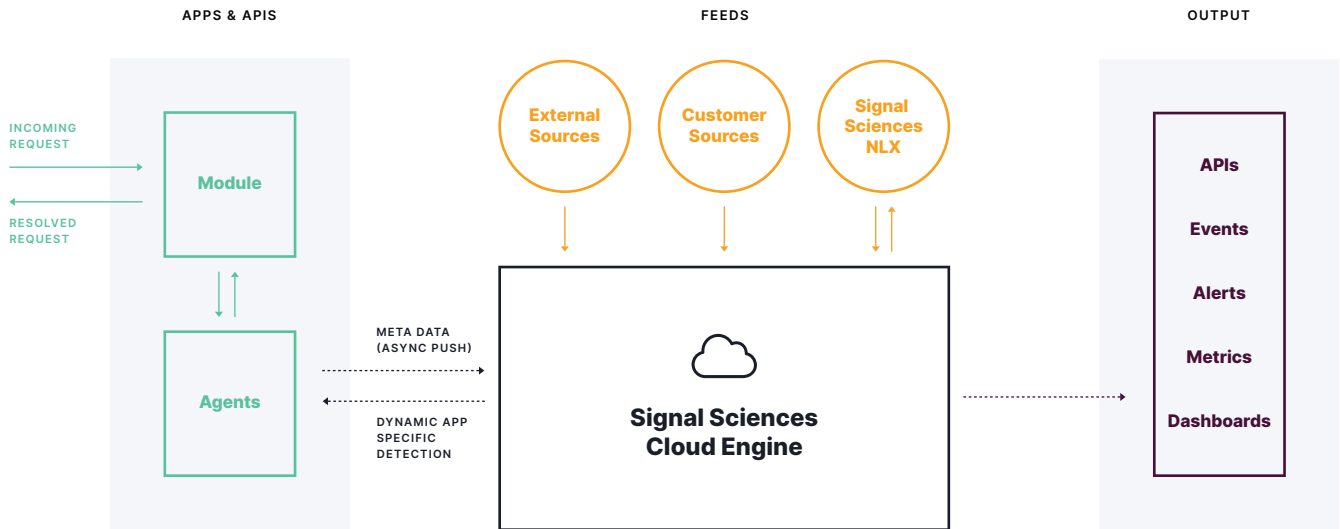 APPS & APIS
FEEDS
OUTPUT
INCOMING
REQUEST
RESOLVED
REQUEST
Module
Agents
META DATA
(ASYNC PUSH)
DYNAMIC APP
SPECIFIC
DETECTION
External
Sources
Customer
Sources
Signal
Sciences
NLX
Signal Sciences
Cloud Engine
APIs
Events
Alerts
Metrics
Dashboards